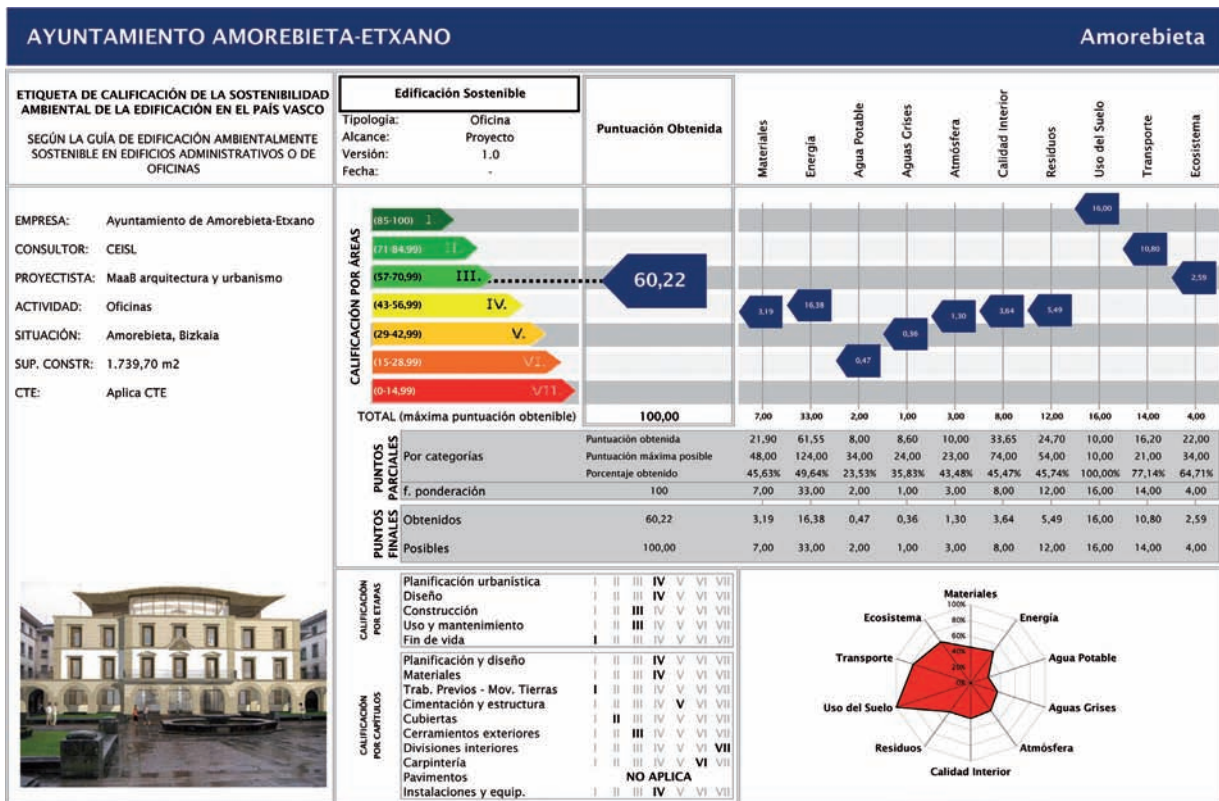 AYUNTAMIENTO AMOREBIETA-ETXANO
Amorebieta
ETIQUETA DE CALIFICACIÓN DE LA SOSTENIBILIDAD
AMBIENTAL DE LA EDIFICACIÓN EN EL PAÍS VASCO
SEGÚN LA GUÍA DE EDIFICACIÓN AMBIENTALMENTE
SOSTENIBLE EN EDIFICIOS ADMINISTRATIVOS O DE
OFICINAS
Edificación Sostenible
Tipología: Oficina
Alcance: Proyecto
Versión: 1.0
Fecha: -
Puntuación Obtenida
Materiales
Energía
Agua Potable
Aguas Grises
Atmósfera
Calidad Interior
Residuos
Uso del Suelo
Transporte
Ecosistema
EMPRESA: Ayuntamiento de Amorebieta-Etxano
CONSULTOR: CEISL
PROYECTISTA: MaaB arquitectura y urbanismo
ACTIVIDAD: Oficinas
SITUACIÓN: Amorebieta, Bizkaia
SUP. CONSTR: 1.739,70 m2
CTE: Aplica CTE
CALIFICACIÓN POR ÁREAS
(85-100) I.
(71-84,99) II.
(57-70,99) III.
(43-56,99) IV.
(29-42,99) V.
(15-28,99) VI.
(0-14,99) VII.
60,22
16,00
10,80
2,59
3,19
16,38
1,30
3,64
5,49
0,36
0,47
TOTAL (máxima puntuación obtenible) 100,00 7,00 33,00 2,00 1,00 3,00 8,00 12,00 16,00 14,00 4,00
PUNTOS PARCIALES
Por categorías
Puntuación obtenida 21,90 61,55 8,00 8,60 10,00 33,65 24,70 10,00 16,20 22,00
Puntuación máxima posible 48,00 124,00 34,00 24,00 23,00 74,00 54,00 10,00 21,00 34,00
Porcentaje obtenido 45,63% 49,64% 23,53% 35,83% 43,48% 45,47% 45,74% 100,00% 77,14% 64,71%
f. ponderación 100 7,00 33,00 2,00 1,00 3,00 8,00 12,00 16,00 14,00 4,00
PUNTOS FINALES
Obtenidos 60,22 3,19 16,38 0,47 0,36 1,30 3,64 5,49 16,00 10,80 2,59
Posibles 100,00 7,00 33,00 2,00 1,00 3,00 8,00 12,00 16,00 14,00 4,00
CALIFICACIÓN POR ETAPAS
Planificación urbanística I II III IV V VI VII
Diseño I II III IV V VI VII
Construcción I II III IV V VI VII
Uso y mantenimiento I II III IV V VI VII
Fin de vida I II III IV V VI VII
CALIFICACIÓN POR CAPÍTULOS
Planificación y diseño I II III IV V VI VII
Materiales I II III IV V VI VII
Trab. Previos - Mov. Tierras I II III IV V VI VII
Cimentación y estructura I II III IV V VI VII
Cubiertas I II III IV V VI VII
Cerramientos exteriores I II III IV V VI VII
Divisiones interiores I II III IV V VI VII
Carpintería I II III IV V VI VII
Pavimentos NO APLICA
Instalaciones y equip. I II III IV V VI VII
Materiales
Energía
Agua Potable
Aguas Grises
Atmósfera
Calidad Interior
Residuos
Uso del Suelo
Transporte
Ecosistema
100%
80%
60%
40%
20%
0%